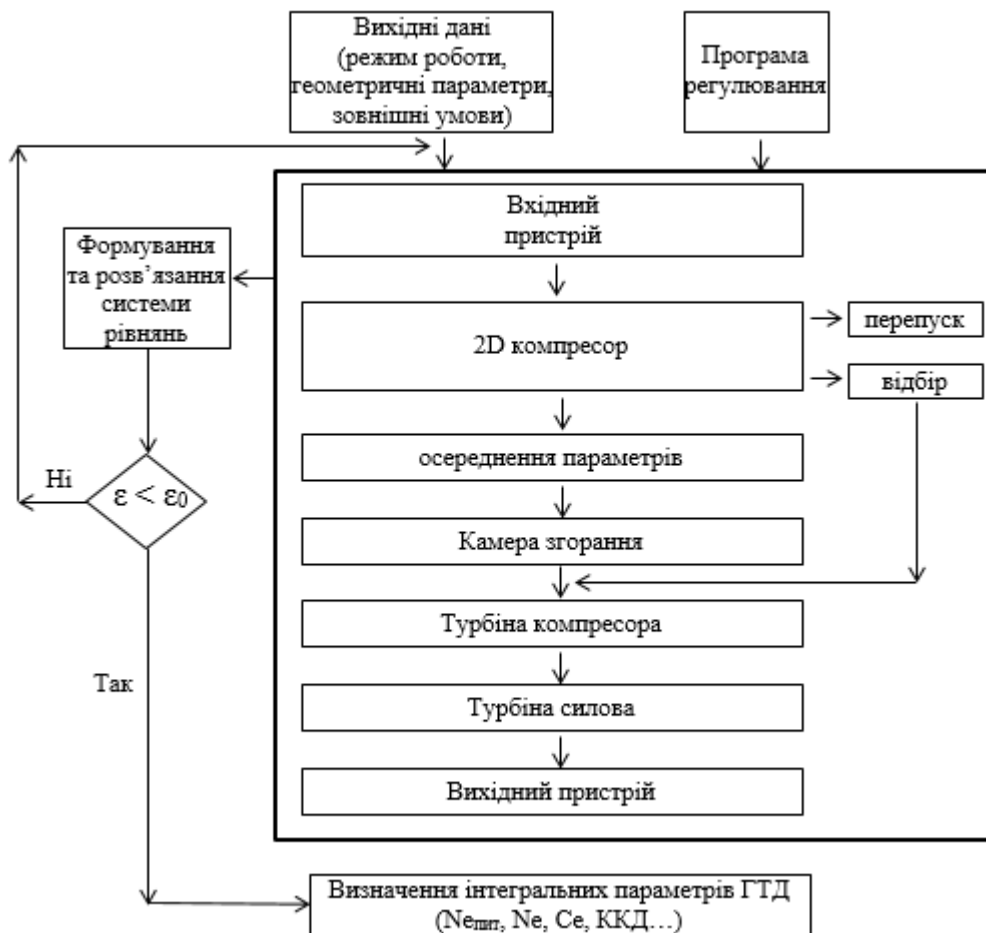 Вихідні дані
(режим роботи,
геометричні параметри,
зовнішні умови)
Програма
регулювання
Вхідний
пристрій
Формування
та розв’язання
системи
рівнянь
2D компресор
перепуск
відбір
осереднення параметрів
Ні
ε < ε₀
Камера згорання
Турбіна компресора
Так
Турбіна силова
Вихідний пристрій
Визначення інтегральних параметрів ГТД
(Neпит, Ne, Ce, ККД…)